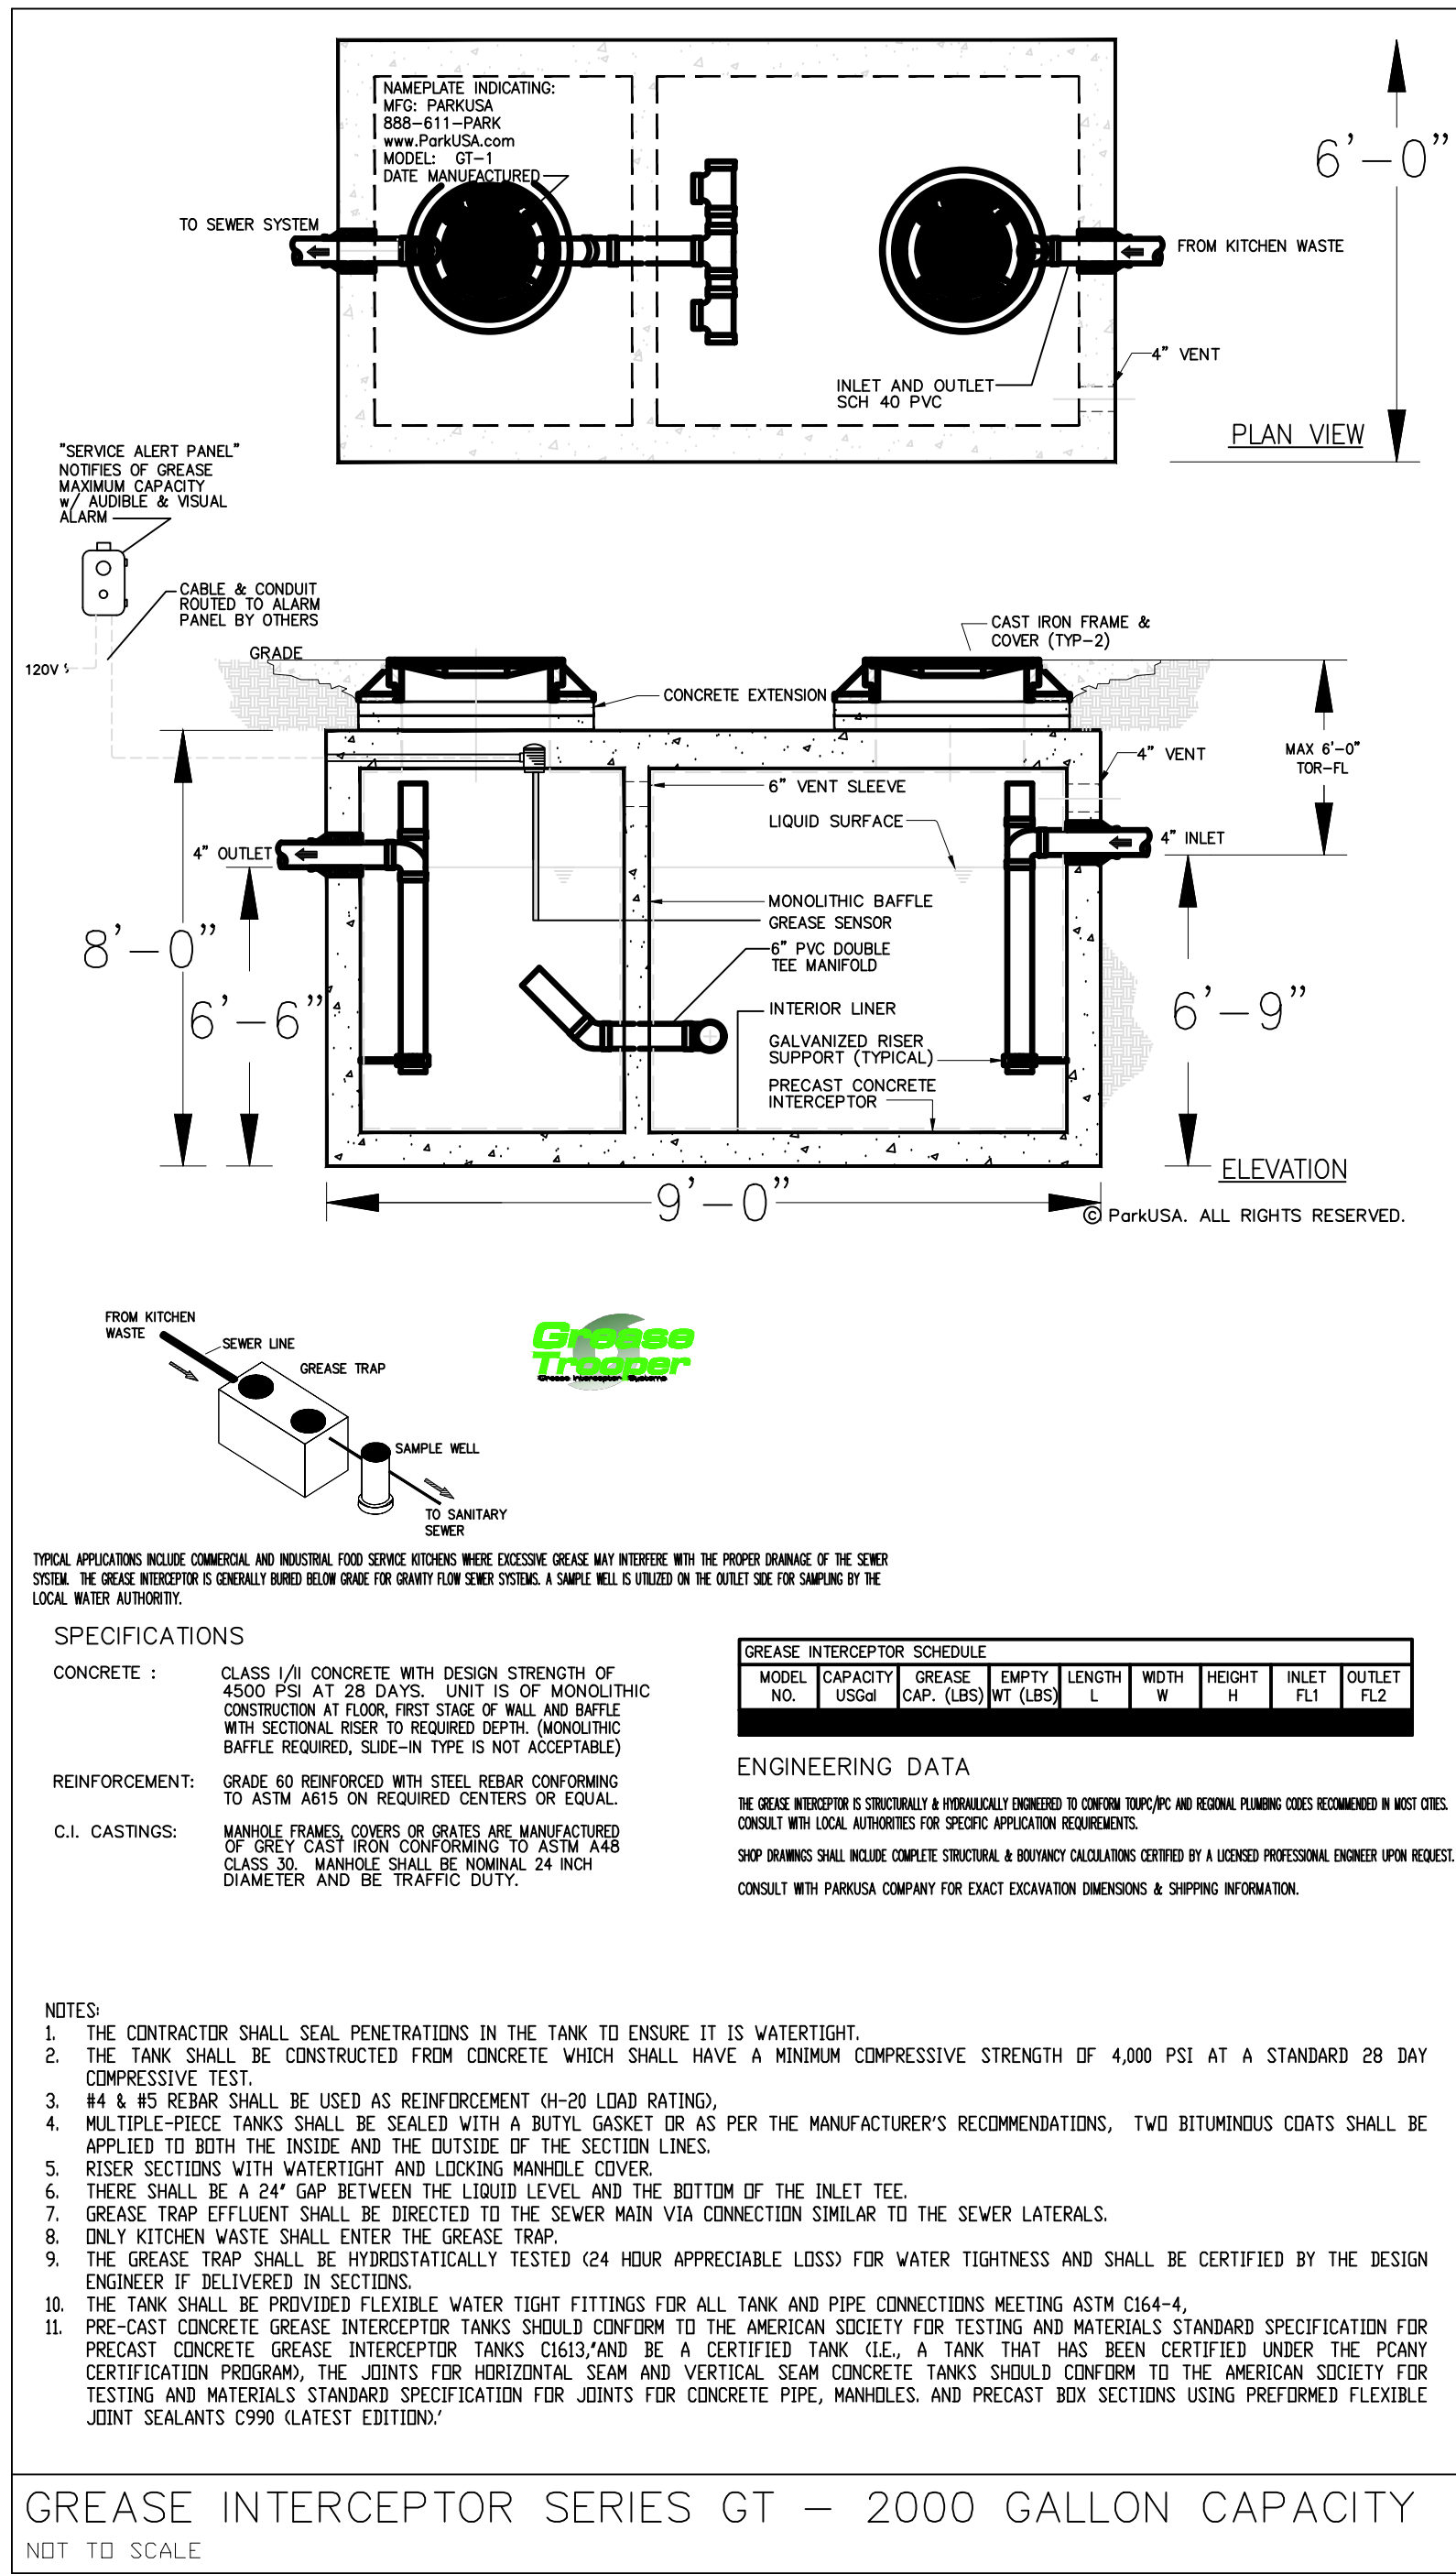 NAMEPLATE INDICATING:
MFG: PARKUSA
888-611-PARK
www.ParkUSA.com
MODEL: GT-1
DATE MANUFACTURED
6'-0"
TO SEWER SYSTEM
FROM KITCHEN WASTE
4" VENT
INLET AND OUTLET
SCH 40 PVC
PLAN VIEW
"SERVICE ALERT PANEL"
NOTIFIES OF GREASE
MAXIMUM CAPACITY
w/ AUDIBLE & VISUAL
ALARM
CABLE & CONDUIT
ROUTED TO ALARM
PANEL BY OTHERS
CAST IRON FRAME &
COVER (TYP-2)
GRADE
120V
CONCRETE EXTENSION
4" VENT
MAX 6'-0"
TOR-FL
6" VENT SLEEVE
LIQUID SURFACE
4" OUTLET
4" INLET
MONOLITHIC BAFFLE
GREASE SENSOR
8'-0"
6" PVC DOUBLE
TEE MANIFOLD
6'-6"
INTERIOR LINER
6'-9"
GALVANIZED RISER
SUPPORT (TYPICAL)
PRECAST CONCRETE
INTERCEPTOR
ELEVATION
9'-0"
© ParkUSA. ALL RIGHTS RESERVED.
FROM KITCHEN
WASTE
SEWER LINE
GREASE TRAP
SAMPLE WELL
TO SANITARY
SEWER
Grease
Trooper
Grease Interceptor Systems
TYPICAL APPLICATIONS INCLUDE COMMERCIAL AND INDUSTRIAL FOOD SERVICE KITCHENS WHERE EXCESSIVE GREASE MAY INTERFERE WITH THE PROPER DRAINAGE OF THE SEWER
SYSTEM. THE GREASE INTERCEPTOR IS GENERALLY BURIED BELOW GRADE FOR GRAVITY FLOW SEWER SYSTEMS. A SAMPLE WELL IS UTILIZED ON THE OUTLET SIDE FOR SAMPLING BY THE
LOCAL WATER AUTHORITIY.
SPECIFICATIONS
CONCRETE : CLASS I/II CONCRETE WITH DESIGN STRENGTH OF
4500 PSI AT 28 DAYS. UNIT IS OF MONOLITHIC
CONSTRUCTION AT FLOOR, FIRST STAGE OF WALL AND BAFFLE
WITH SECTIONAL RISER TO REQUIRED DEPTH. (MONOLITHIC
BAFFLE REQUIRED, SLIDE-IN TYPE IS NOT ACCEPTABLE)
REINFORCEMENT: GRADE 60 REINFORCED WITH STEEL REBAR CONFORMING
TO ASTM A615 ON REQUIRED CENTERS OR EQUAL.
C.I. CASTINGS: MANHOLE FRAMES, COVERS OR GRATES ARE MANUFACTURED
OF GREY CAST IRON CONFORMING TO ASTM A48
CLASS 30. MANHOLE SHALL BE NOMINAL 24 INCH
DIAMETER AND BE TRAFFIC DUTY.
GREASE INTERCEPTOR SCHEDULE
MODEL CAPACITY GREASE EMPTY LENGTH WIDTH HEIGHT INLET OUTLET
NO. USGal CAP. (LBS) WT (LBS) L W H FL1 FL2
ENGINEERING DATA
THE GREASE INTERCEPTOR IS STRUCTURALLY & HYDRAULICALLY ENGINEERED TO CONFORM TOUPC/IPC AND REGIONAL PLUMBING CODES RECOMMENDED IN MOST CITIES.
CONSULT WITH LOCAL AUTHORITIES FOR SPECIFIC APPLICATION REQUIREMENTS.
SHOP DRAWINGS SHALL INCLUDE COMPLETE STRUCTURAL & BOUYANCY CALCULATIONS CERTIFIED BY A LICENSED PROFESSIONAL ENGINEER UPON REQUEST.
CONSULT WITH PARKUSA COMPANY FOR EXACT EXCAVATION DIMENSIONS & SHIPPING INFORMATION.
NOTES:
1. THE CONTRACTOR SHALL SEAL PENETRATIONS IN THE TANK TO ENSURE IT IS WATERTIGHT.
2. THE TANK SHALL BE CONSTRUCTED FROM CONCRETE WHICH SHALL HAVE A MINIMUM COMPRESSIVE STRENGTH OF 4,000 PSI AT A STANDARD 28 DAY
COMPRESSIVE TEST.
3. #4 & #5 REBAR SHALL BE USED AS REINFORCEMENT (H-20 LOAD RATING),
4. MULTIPLE-PIECE TANKS SHALL BE SEALED WITH A BUTYL GASKET OR AS PER THE MANUFACTURER'S RECOMMENDATIONS, TWO BITUMINOUS COATS SHALL BE
APPLIED TO BOTH THE INSIDE AND THE OUTSIDE OF THE SECTION LINES.
5. RISER SECTIONS WITH WATERTIGHT AND LOCKING MANHOLE COVER.
6. THERE SHALL BE A 24" GAP BETWEEN THE LIQUID LEVEL AND THE BOTTOM OF THE INLET TEE.
7. GREASE TRAP EFFLUENT SHALL BE DIRECTED TO THE SEWER MAIN VIA CONNECTION SIMILAR TO THE SEWER LATERALS.
8. ONLY KITCHEN WASTE SHALL ENTER THE GREASE TRAP.
9. THE GREASE TRAP SHALL BE HYDROSTATICALLY TESTED (24 HOUR APPRECIABLE LOSS) FOR WATER TIGHTNESS AND SHALL BE CERTIFIED BY THE DESIGN
ENGINEER IF DELIVERED IN SECTIONS.
10. THE TANK SHALL BE PROVIDED FLEXIBLE WATER TIGHT FITTINGS FOR ALL TANK AND PIPE CONNECTIONS MEETING ASTM C164-4,
11. PRE-CAST CONCRETE GREASE INTERCEPTOR TANKS SHOULD CONFORM TO THE AMERICAN SOCIETY FOR TESTING AND MATERIALS STANDARD SPECIFICATION FOR
PRECAST CONCRETE GREASE INTERCEPTOR TANKS C1613,"AND BE A CERTIFIED TANK (I.E., A TANK THAT HAS BEEN CERTIFIED UNDER THE PCANY
CERTIFICATION PROGRAM), THE JOINTS FOR HORIZONTAL SEAM AND VERTICAL SEAM CONCRETE TANKS SHOULD CONFORM TO THE AMERICAN SOCIETY FOR
TESTING AND MATERIALS STANDARD SPECIFICATION FOR JOINTS FOR CONCRETE PIPE, MANHOLES. AND PRECAST BOX SECTIONS USING PREFORMED FLEXIBLE
JOINT SEALANTS C990 (LATEST EDITION).'
GREASE INTERCEPTOR SERIES GT - 2000 GALLON CAPACITY
NOT TO SCALE